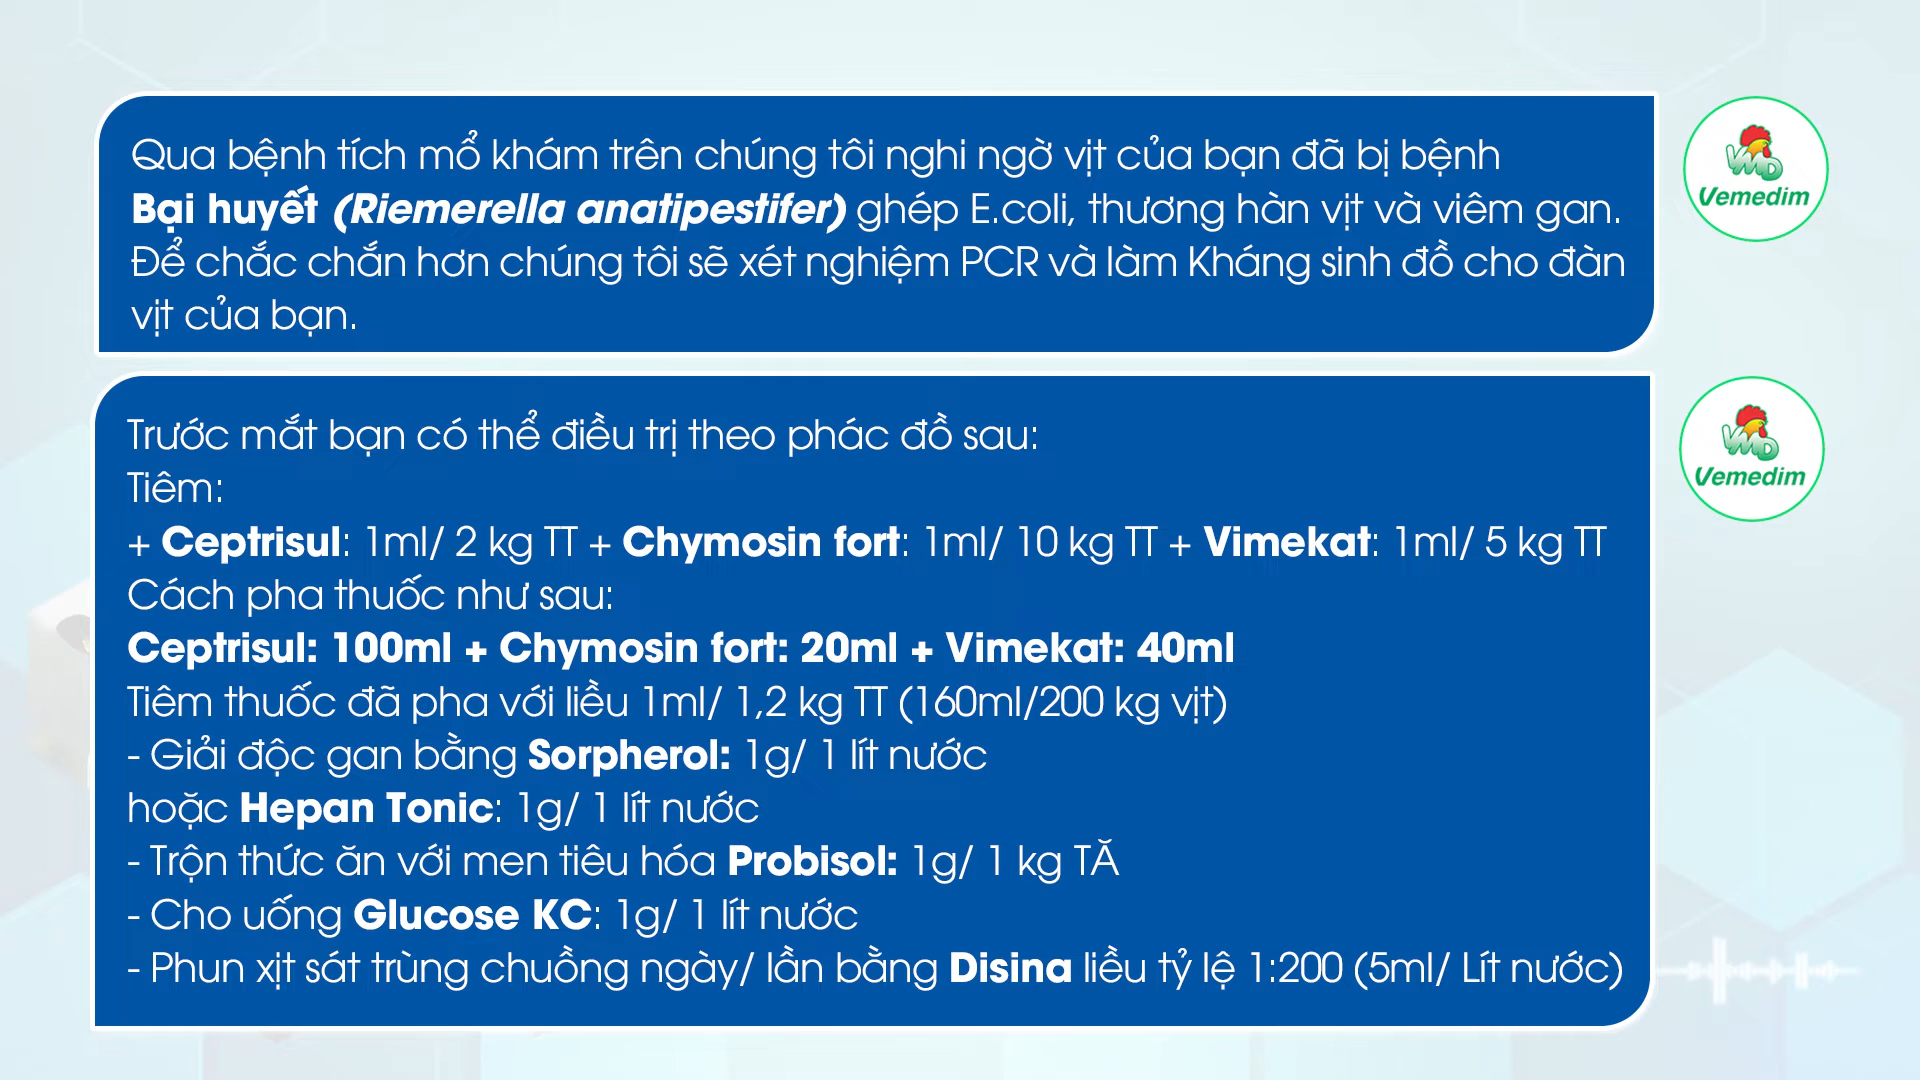 Qua bệnh tích mổ khám trên chúng tôi nghi ngờ vịt của bạn đã bị bệnh
Bại huyết (Riemerella anatipestifer) ghép E.coli, thương hàn vịt và viêm gan.
Để chắc chắn hơn chúng tôi sẽ xét nghiệm PCR và làm Kháng sinh đồ cho đàn
vịt của bạn.
VMD
Vemedim
Trước mắt bạn có thể điều trị theo phác đồ sau:
Tiêm:
+ Ceptrisul: 1ml/ 2 kg TT + Chymosin fort: 1ml/ 10 kg TT + Vimekat: 1ml/ 5 kg TT
Cách pha thuốc như sau:
Ceptrisul: 100ml + Chymosin fort: 20ml + Vimekat: 40ml
Tiêm thuốc đã pha với liều 1ml/ 1,2 kg TT (160ml/200 kg vịt)
- Giải độc gan bằng Sorpherol: 1g/ 1 lít nước
hoặc Hepan Tonic: 1g/ 1 lít nước
- Trộn thức ăn với men tiêu hóa Probisol: 1g/ 1 kg TĂ
- Cho uống Glucose KC: 1g/ 1 lít nước
- Phun xịt sát trùng chuồng ngày/ lần bằng Disina liều tỷ lệ 1:200 (5ml/ Lít nước)
VMD
Vemedim